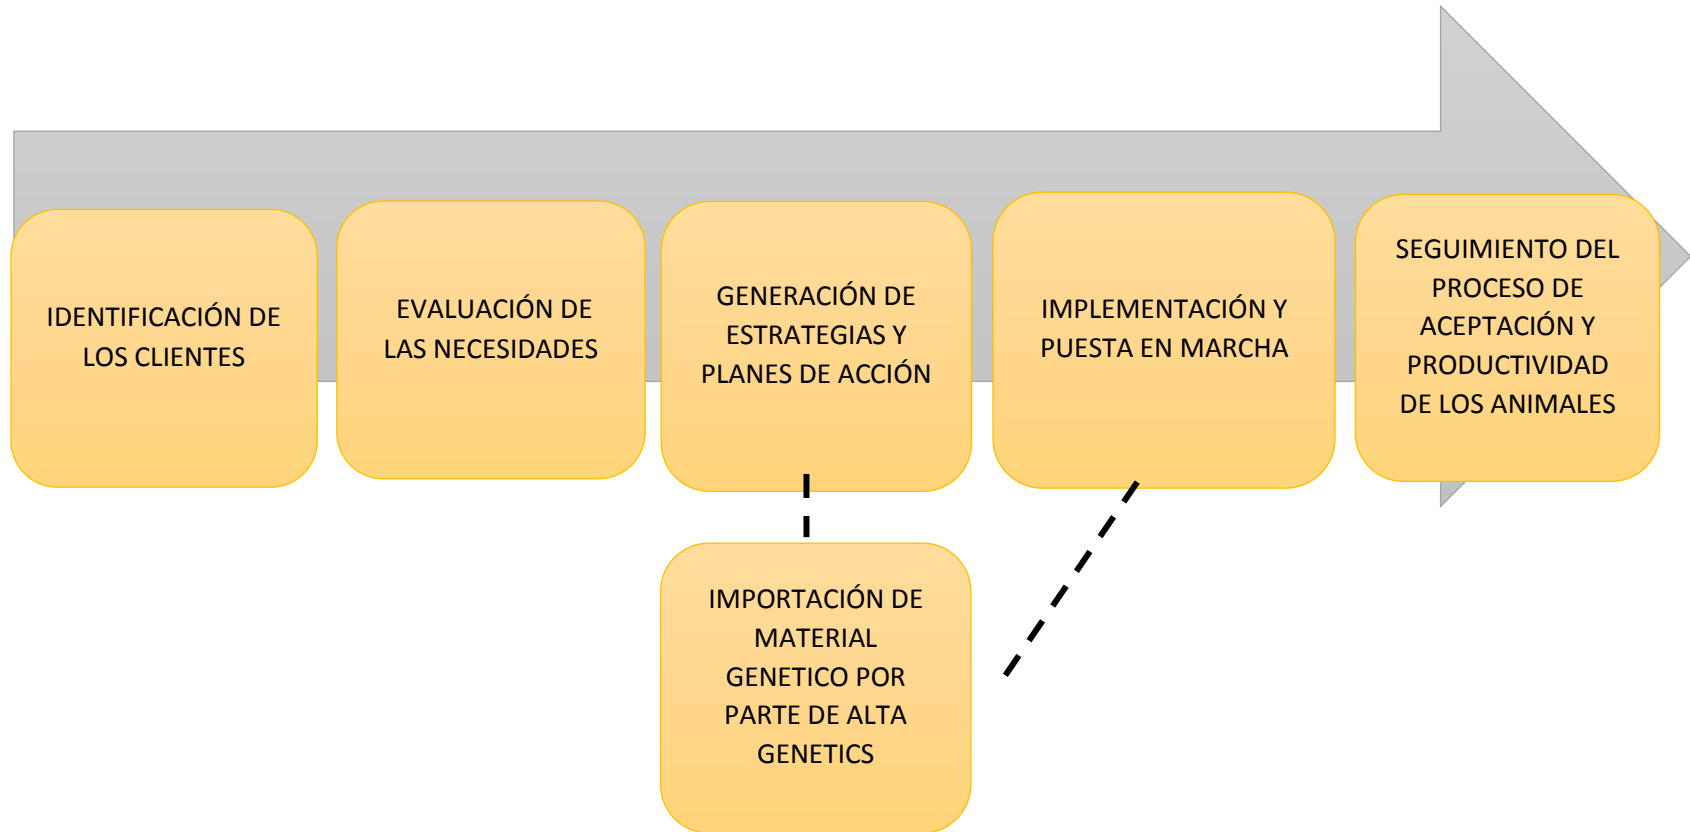 IDENTIFICACIÓN DE
LOS CLIENTES
EVALUACIÓN DE
LAS NECESIDADES
GENERACIÓN DE
ESTRATEGIAS Y
PLANES DE ACCIÓN
IMPLEMENTACIÓN Y
PUESTA EN MARCHA
SEGUIMIENTO DEL
PROCESO DE
ACEPTACIÓN Y
PRODUCTIVIDAD
DE LOS ANIMALES
IMPORTACIÓN DE
MATERIAL
GENETICO POR
PARTE DE ALTA
GENETICS